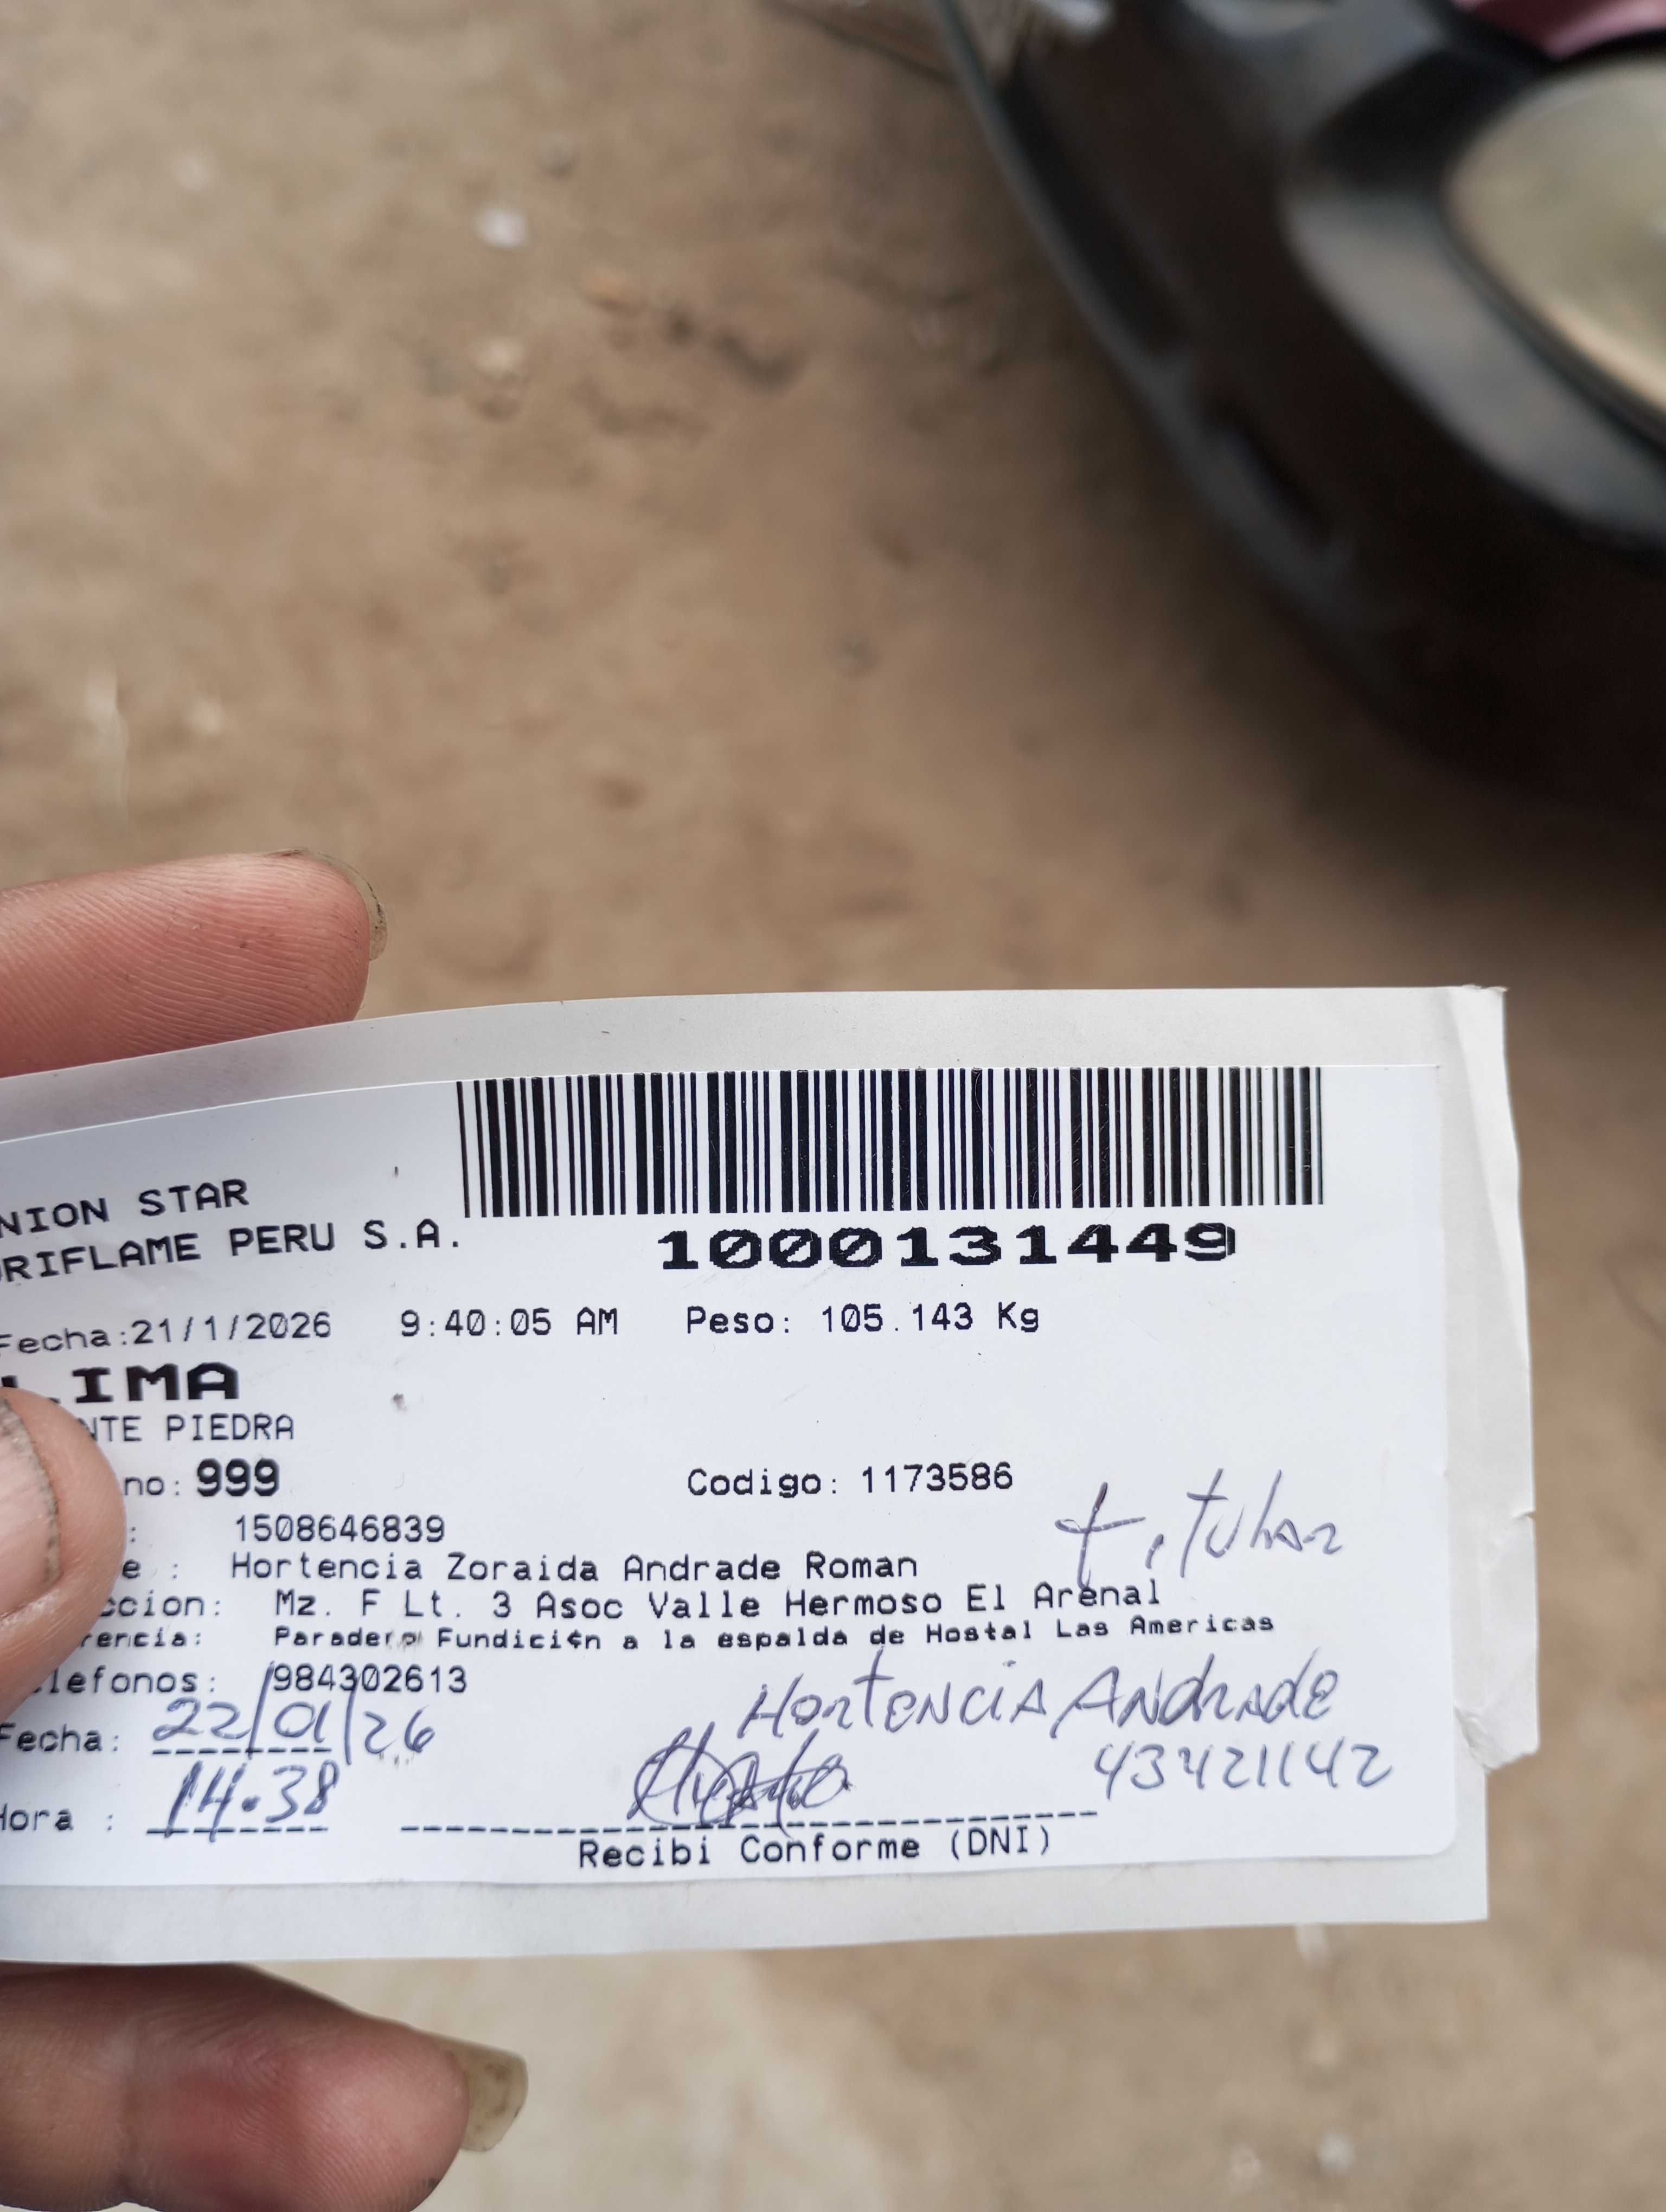 NION STAR
RIFLAME PERU S.A.
1000131449
Fecha:21/1/2026 9:40:05 AM Peso: 105.143 Kg
LIMA
NTE PIEDRA
no: 999 Codigo: 1173586
: 1508646839 titular
e : Hortencia Zoraida Andrade Roman
ccion: Mz. F Lt. 3 Asoc Valle Hermoso El Arenal
rencia: Paradero Fundici¢n a la espalda de Hostal Las Americas
lefonos: 984302613 HORTENCIA ANDRADE
Fecha: 22/01/26 43421142
Hora : 14.38
Recibi Conforme (DNI)